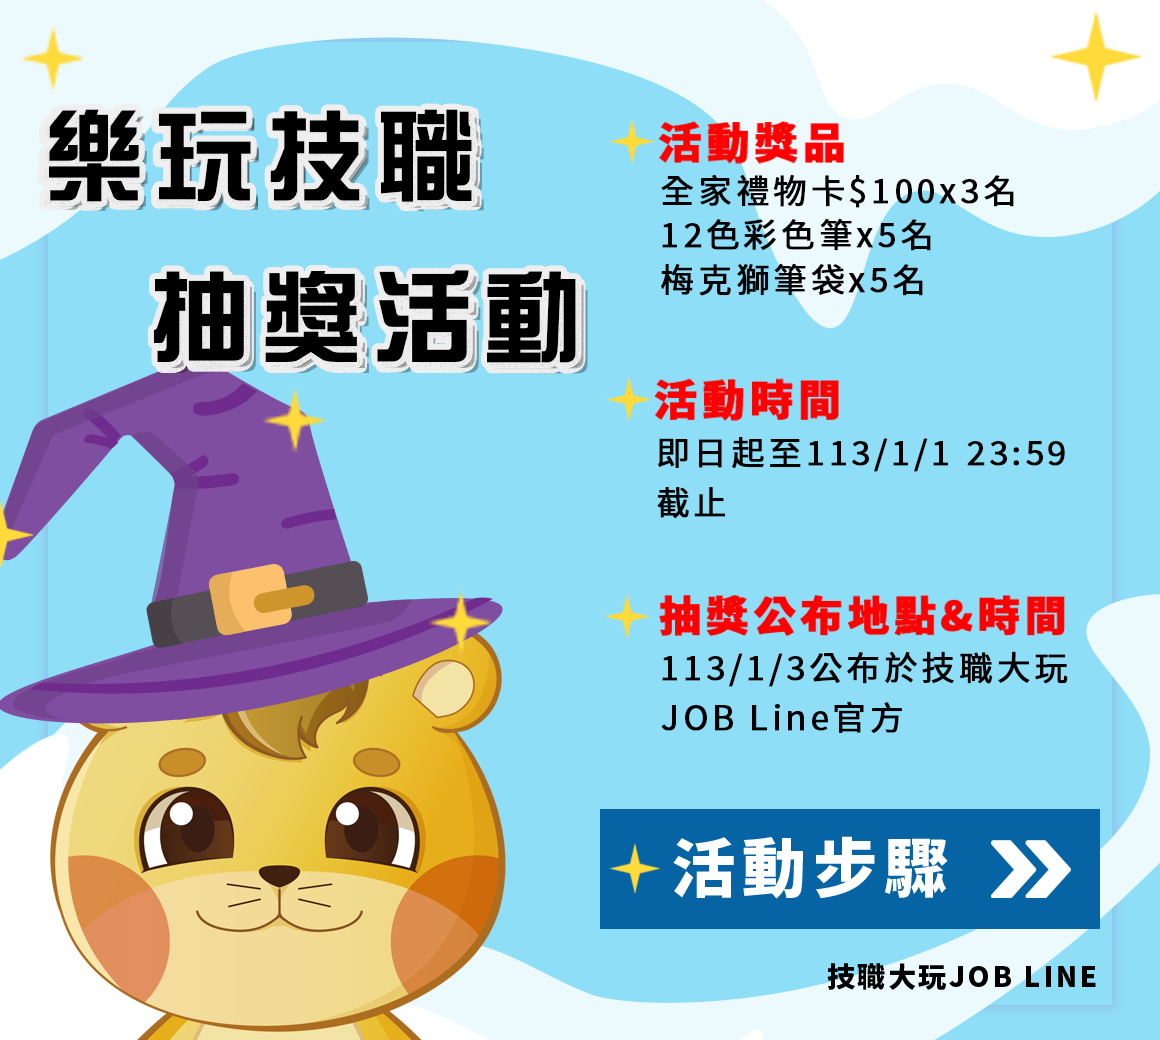 樂玩技職
抽獎活動
活動獎品
全家禮物卡$100x3名
12色彩色筆x5名
梅克獅筆袋x5名
活動時間
即日起至113/1/1 23:59
截止
抽獎公布地點&時間
113/1/3公布於技職大玩
JOB Line官方
活動步驟
技職大玩JOB LINE